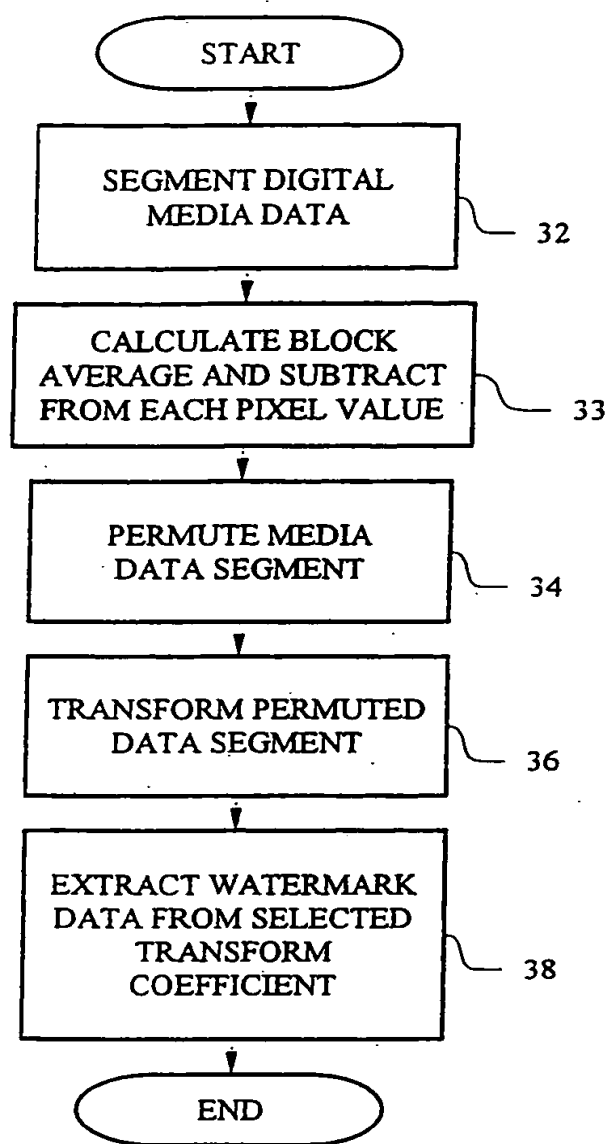 START
SEGMENT DIGITAL
MEDIA DATA
32
CALCULATE BLOCK
AVERAGE AND SUBTRACT
FROM EACH PIXEL VALUE
33
PERMUTE MEDIA
DATA SEGMENT
34
TRANSFORM PERMUTED
DATA SEGMENT
36
EXTRACT WATERMARK
DATA FROM SELECTED
TRANSFORM
COEFFICIENT
38
END